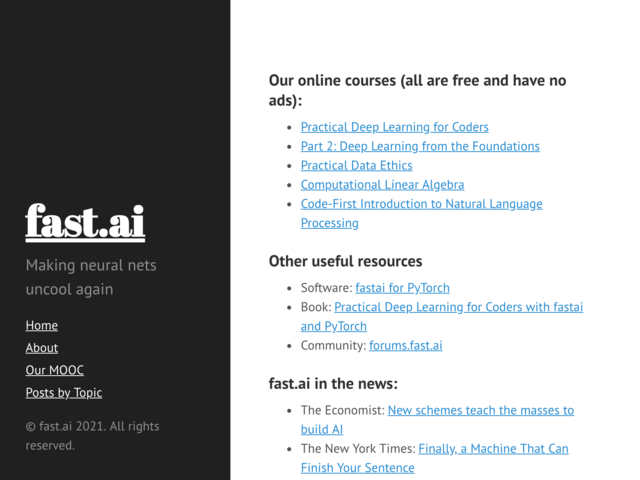 fast.ai
Making neural nets
uncool again
Home
About
Our MOOC
Posts by Topic
© fast.ai 2021. All rights
reserved.
Our online courses (all are free and have no
ads):
• Practical Deep Learning for Coders
• Part 2: Deep Learning from the Foundations
• Practical Data Ethics
• Computational Linear Algebra
• Code-First Introduction to Natural Language
Processing
Other useful resources
• Software: fastai for PyTorch
• Book: Practical Deep Learning for Coders with fastai
and PyTorch
• Community: forums.fast.ai
fast.ai in the news:
• The Economist: New schemes teach the masses to
build AI
• The New York Times: Finally, a Machine That Can
Finish Your Sentence